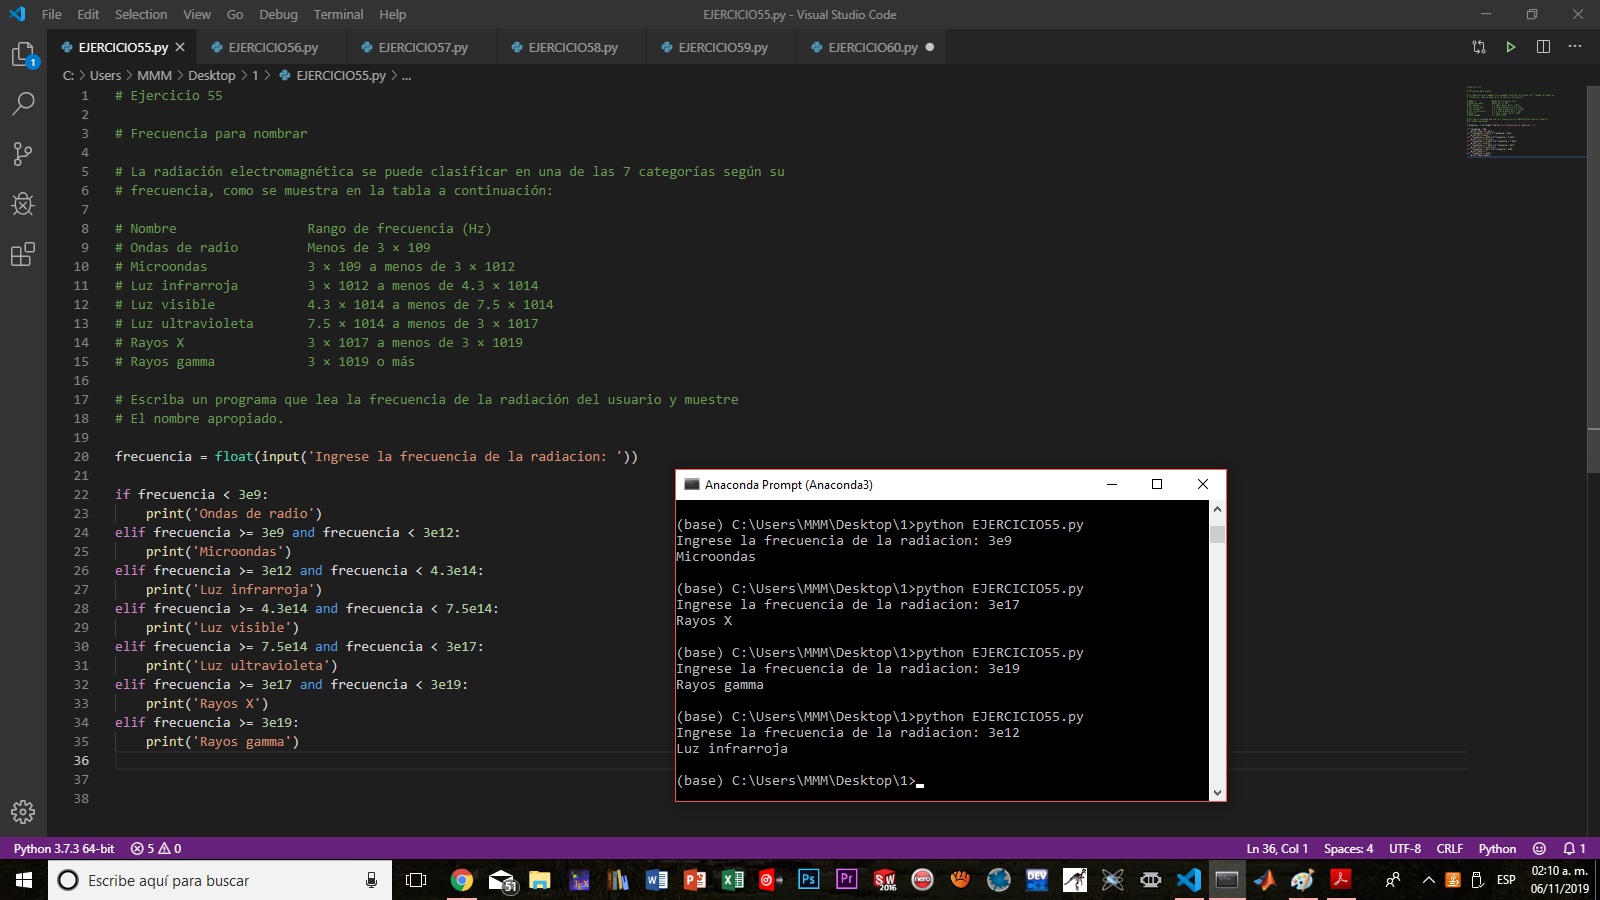 File Edit Selection View Go Debug Terminal Help
EJERCICIO55.py - Visual Studio Code
EJERCICIO55.py EJERCICIO56.py EJERCICIO57.py EJERCICIO58.py EJERCICIO59.py EJERCICIO60.py
1
C: > Users > MMM > Desktop > 1 > EJERCICIO55.py > ...
1 # Ejercicio 55
2
3 # Frecuencia para nombrar
4
5 # La radiación electromagnética se puede clasificar en una de las 7 categorías según su
6 # frecuencia, como se muestra en la tabla a continuación:
7
8 # Nombre Rango de frecuencia (Hz)
9 # Ondas de radio Menos de 3 × 109
10 # Microondas 3 × 109 a menos de 3 × 1012
11 # Luz infrarroja 3 × 1012 a menos de 4.3 × 1014
12 # Luz visible 4.3 × 1014 a menos de 7.5 × 1014
13 # Luz ultravioleta 7.5 × 1014 a menos de 3 × 1017
14 # Rayos X 3 × 1017 a menos de 3 × 1019
15 # Rayos gamma 3 × 1019 o más
16
17 # Escriba un programa que lea la frecuencia de la radiación del usuario y muestre
18 # El nombre apropiado.
19
20 frecuencia = float(input('Ingrese la frecuencia de la radiacion: '))
21
22 if frecuencia < 3e9:
23 print('Ondas de radio')
24 elif frecuencia >= 3e9 and frecuencia < 3e12:
25 print('Microondas')
26 elif frecuencia >= 3e12 and frecuencia < 4.3e14:
27 print('Luz infrarroja')
28 elif frecuencia >= 4.3e14 and frecuencia < 7.5e14:
29 print('Luz visible')
30 elif frecuencia >= 7.5e14 and frecuencia < 3e17:
31 print('Luz ultravioleta')
32 elif frecuencia >= 3e17 and frecuencia < 3e19:
33 print('Rayos X')
34 elif frecuencia >= 3e19:
35 print('Rayos gamma')
36
37
38
Anaconda Prompt (Anaconda3)
(base) C:\Users\MMM\Desktop\1>python EJERCICIO55.py
Ingrese la frecuencia de la radiacion: 3e9
Microondas
(base) C:\Users\MMM\Desktop\1>python EJERCICIO55.py
Ingrese la frecuencia de la radiacion: 3e17
Rayos X
(base) C:\Users\MMM\Desktop\1>python EJERCICIO55.py
Ingrese la frecuencia de la radiacion: 3e19
Rayos gamma
(base) C:\Users\MMM\Desktop\1>python EJERCICIO55.py
Ingrese la frecuencia de la radiacion: 3e12
Luz infrarroja
(base) C:\Users\MMM\Desktop\1>
Python 3.7.3 64-bit 5 0 Ln 36, Col 1 Spaces: 4 UTF-8 CRLF Python 1
Escribe aquí para buscar
51
Ps
Pr
SW 2016
nero
DEV
ESP
02:10 a. m.
06/11/2019